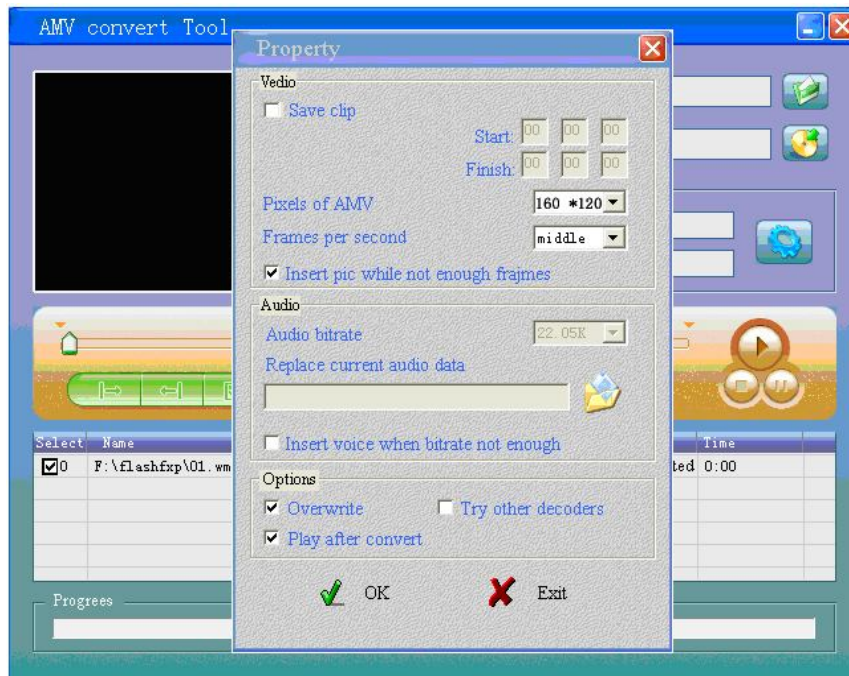 AMV convert Tool
Property
Vedio
Save clip
Start: 00 00 00
Finish: 00 00 00
Pixels of AMV 160 *120
Frames per second middle
Insert pic while not enough frajmes
Audio
Audio bitrate 22.05K
Replace current audio data
Insert voice when bitrate not enough
Select Name Time
0 F:\flashfxp\01.wm ted 0:00
Options
Overwrite Try other decoders
Play after convert
OK Exit
Progrees